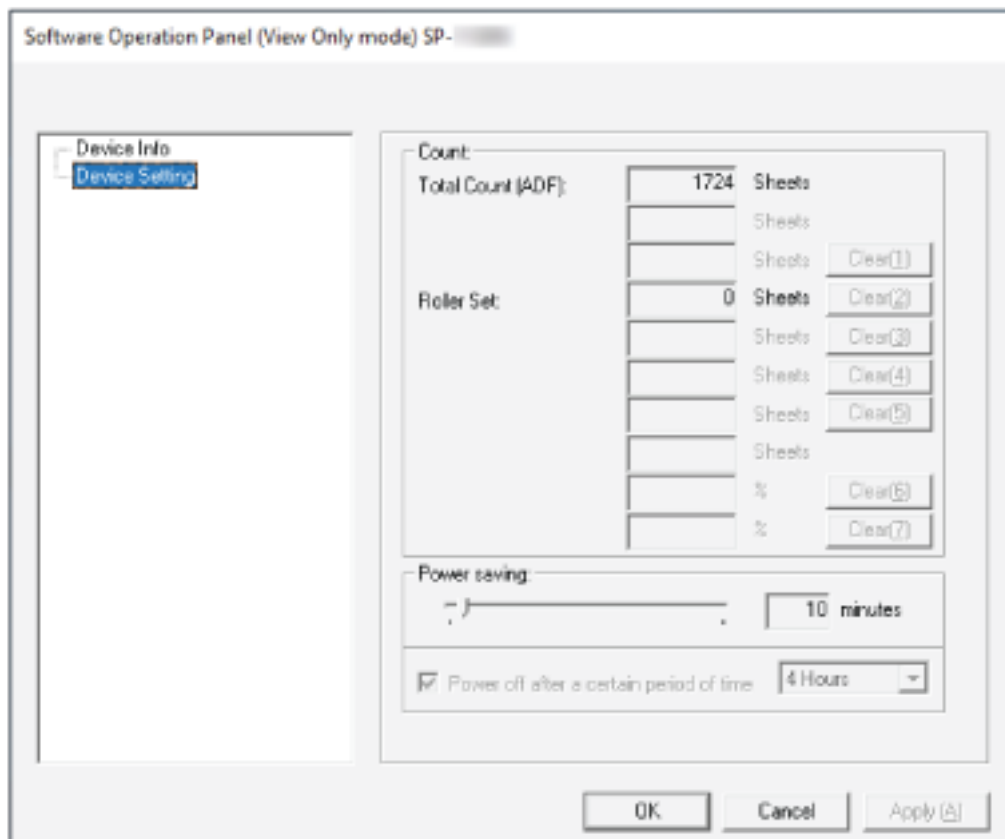 Software Operation Panel (View Only mode) SP-
Device Info
Device Setting
Count:
Total Count (ADF): 1724 Sheets
Sheets
Sheets Clear(1)
Roller Set: 0 Sheets Clear(2)
Sheets Clear(3)
Sheets Clear(4)
Sheets Clear(5)
Sheets
% Clear(6)
% Clear(7)
Power saving:
10 minutes
Power off after a certain period of time 4 Hours
OK Cancel Apply (A)